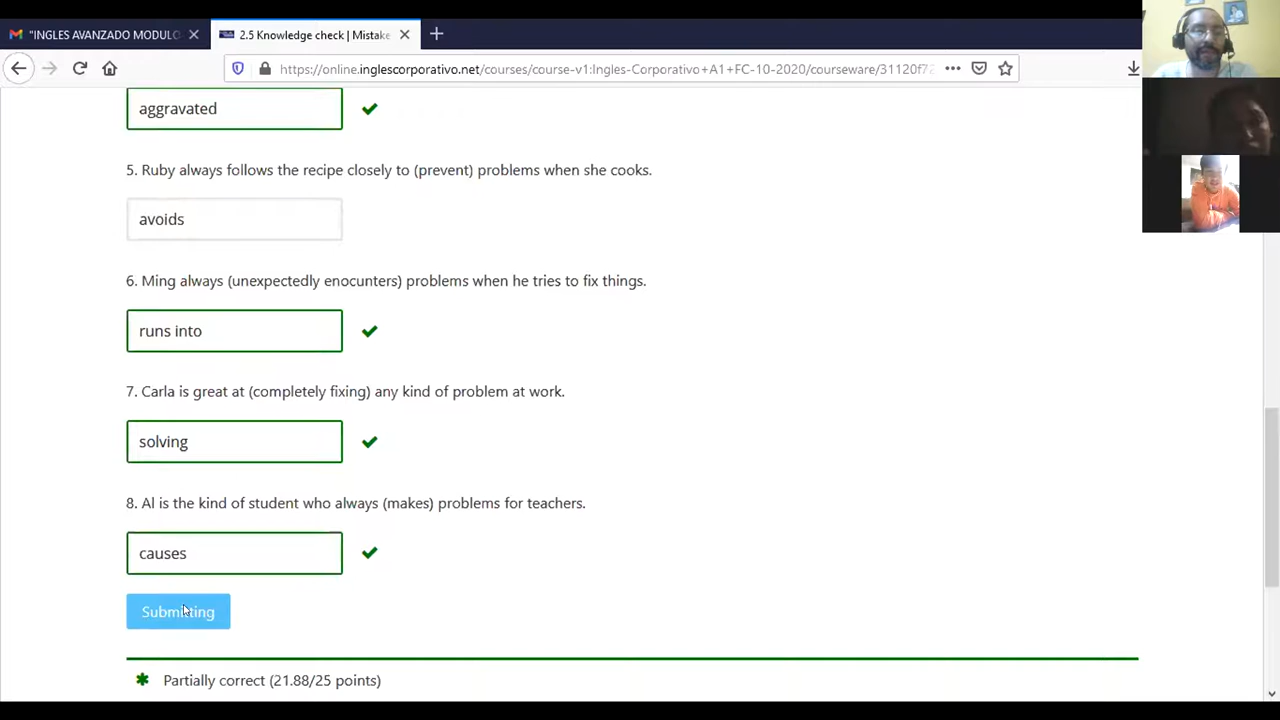 "INGLES AVANZADO MODULO
2.5 Knowledge check | Mistake
https://online.inglescorporativo.net/courses/course-v1:Ingles-Corporativo+A1+FC-10-2020/courseware/31120f72
aggravated
5. Ruby always follows the recipe closely to (prevent) problems when she cooks.
avoids
6. Ming always (unexpectedly enocunters) problems when he tries to fix things.
runs into
7. Carla is great at (completely fixing) any kind of problem at work.
solving
8. Al is the kind of student who always (makes) problems for teachers.
causes
Submitting
Partially correct (21.88/25 points)